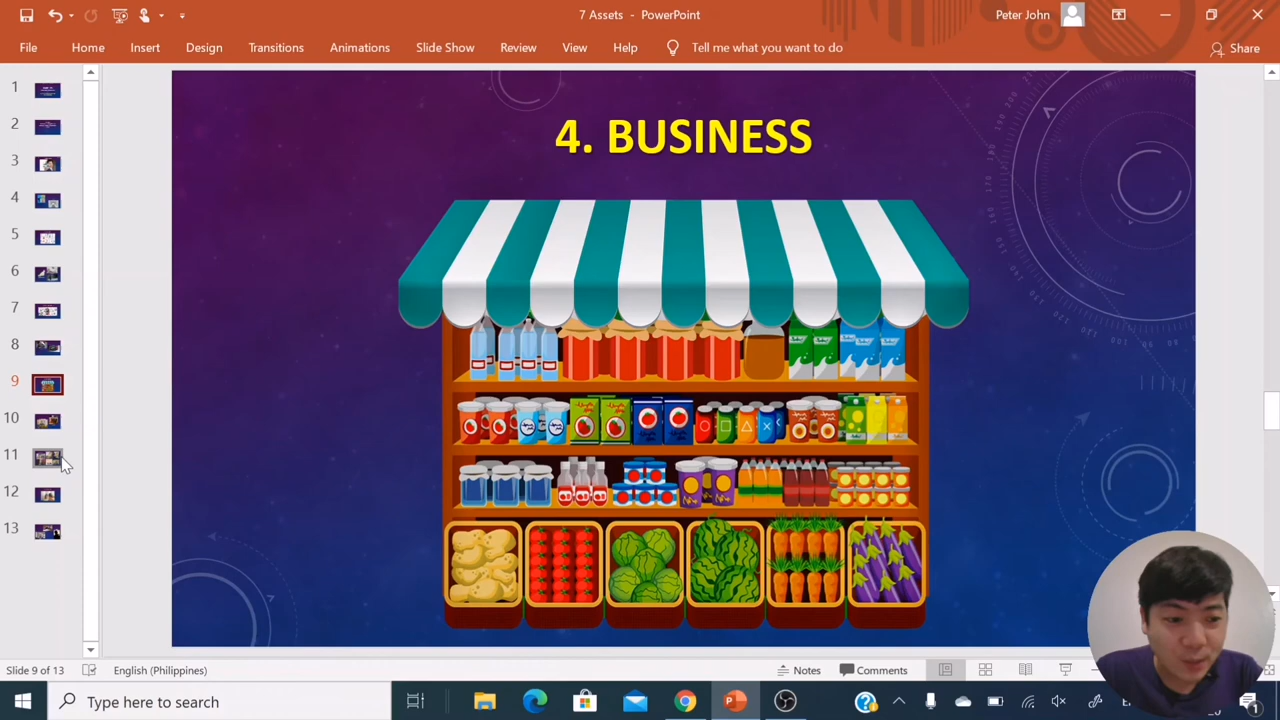 7 Assets - PowerPoint
Peter John
File Home Insert Design Transitions Animations Slide Show Review View Help Tell me what you want to do Share
1
2
3
4
5
6
7
8
9
10
11
12
13
4. BUSINESS
Slide 9 of 13 English (Philippines) Notes Comments
Type here to search